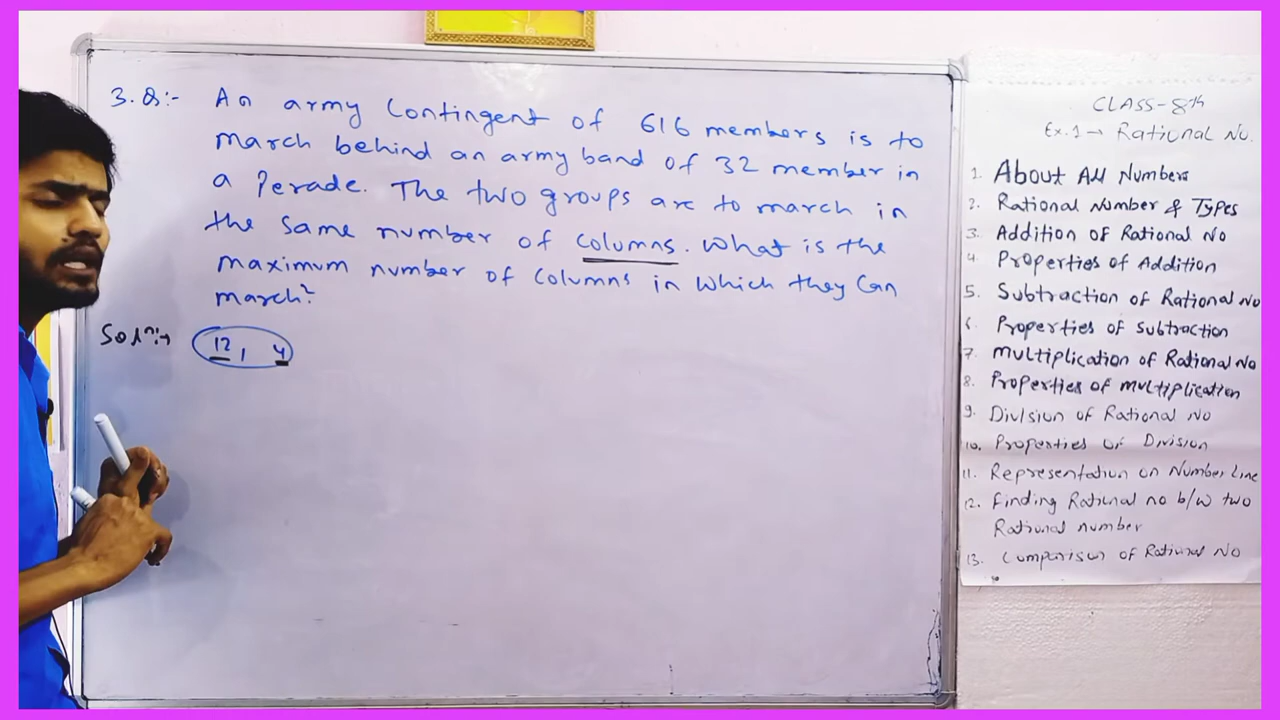 3. Q:- An army Contingent of 616 members is to
march behind an army band of 32 member in
a Perade. The two groups are to march in
the same number of columns. What is the
maximum number of columns in which they can
march?
Solⁿ:→ 12, 4
CLASS-8th
Ex.1→ Rational No.
1. About All Numbers
2. Rational Number & Types
3. Addition of Rational No
4. Properties of Addition
5. Subtraction of Rational No
6. Properties of Subtraction
7. Multiplication of Rational No
8. Properties of multiplication
9. Division of Rational No
10. Properties of Division
11. Representation on Number Line
12. Finding Rational no b/w two
Rational number
13. Comparison of Rational No